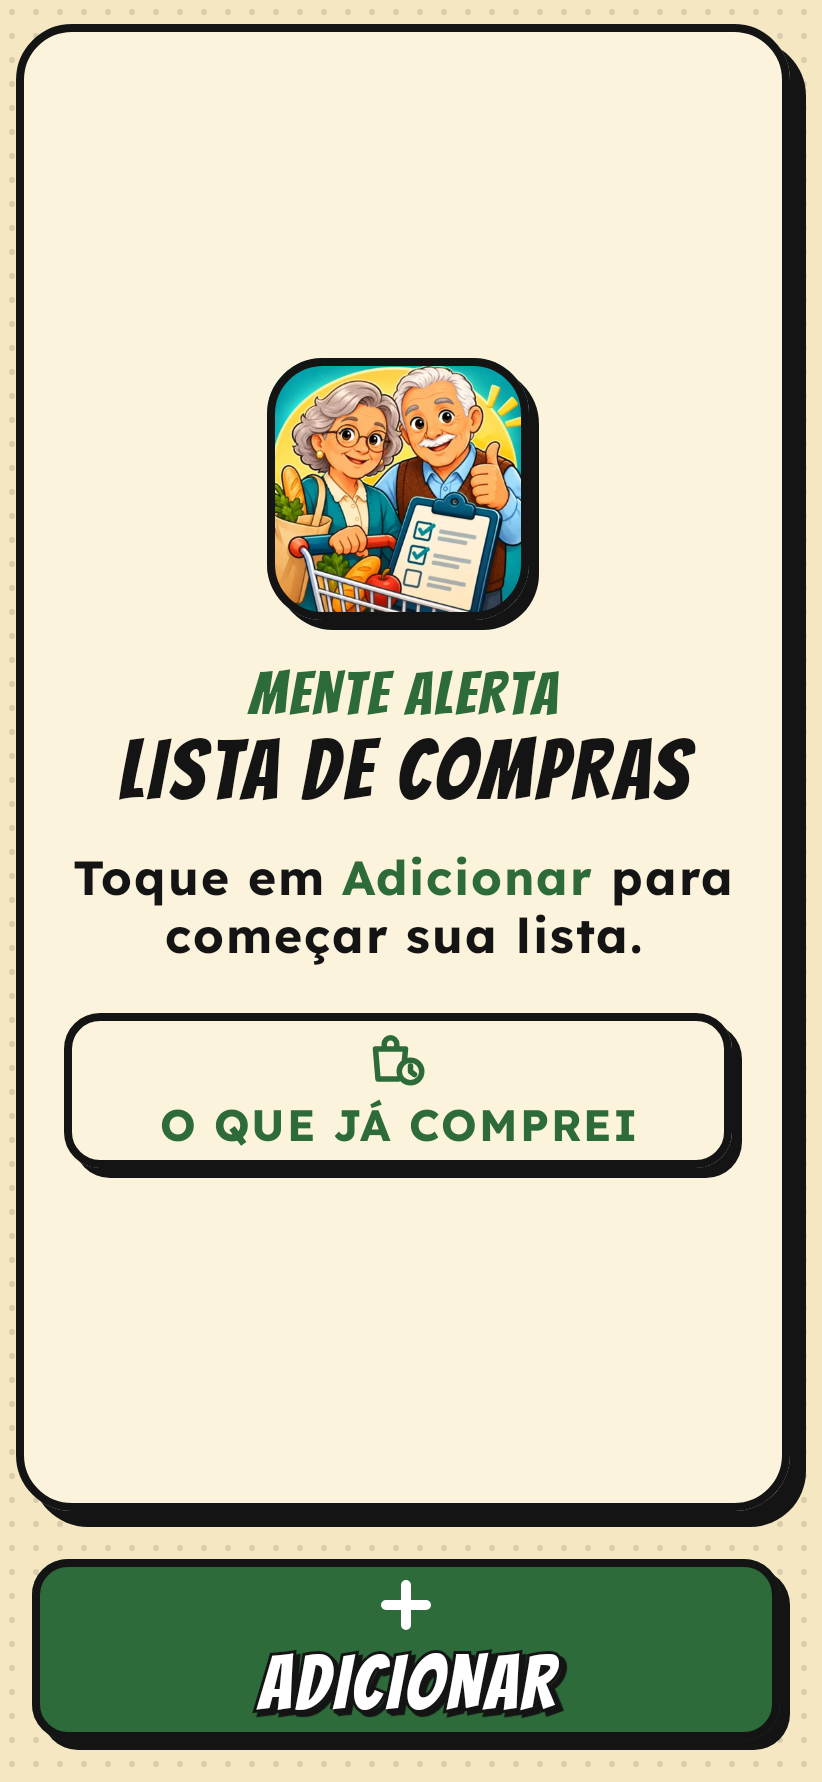 MENTE ALERTA
LISTA DE COMPRAS
Toque em Adicionar para
começar sua lista.
O QUE JÁ COMPREI
ADICIONAR